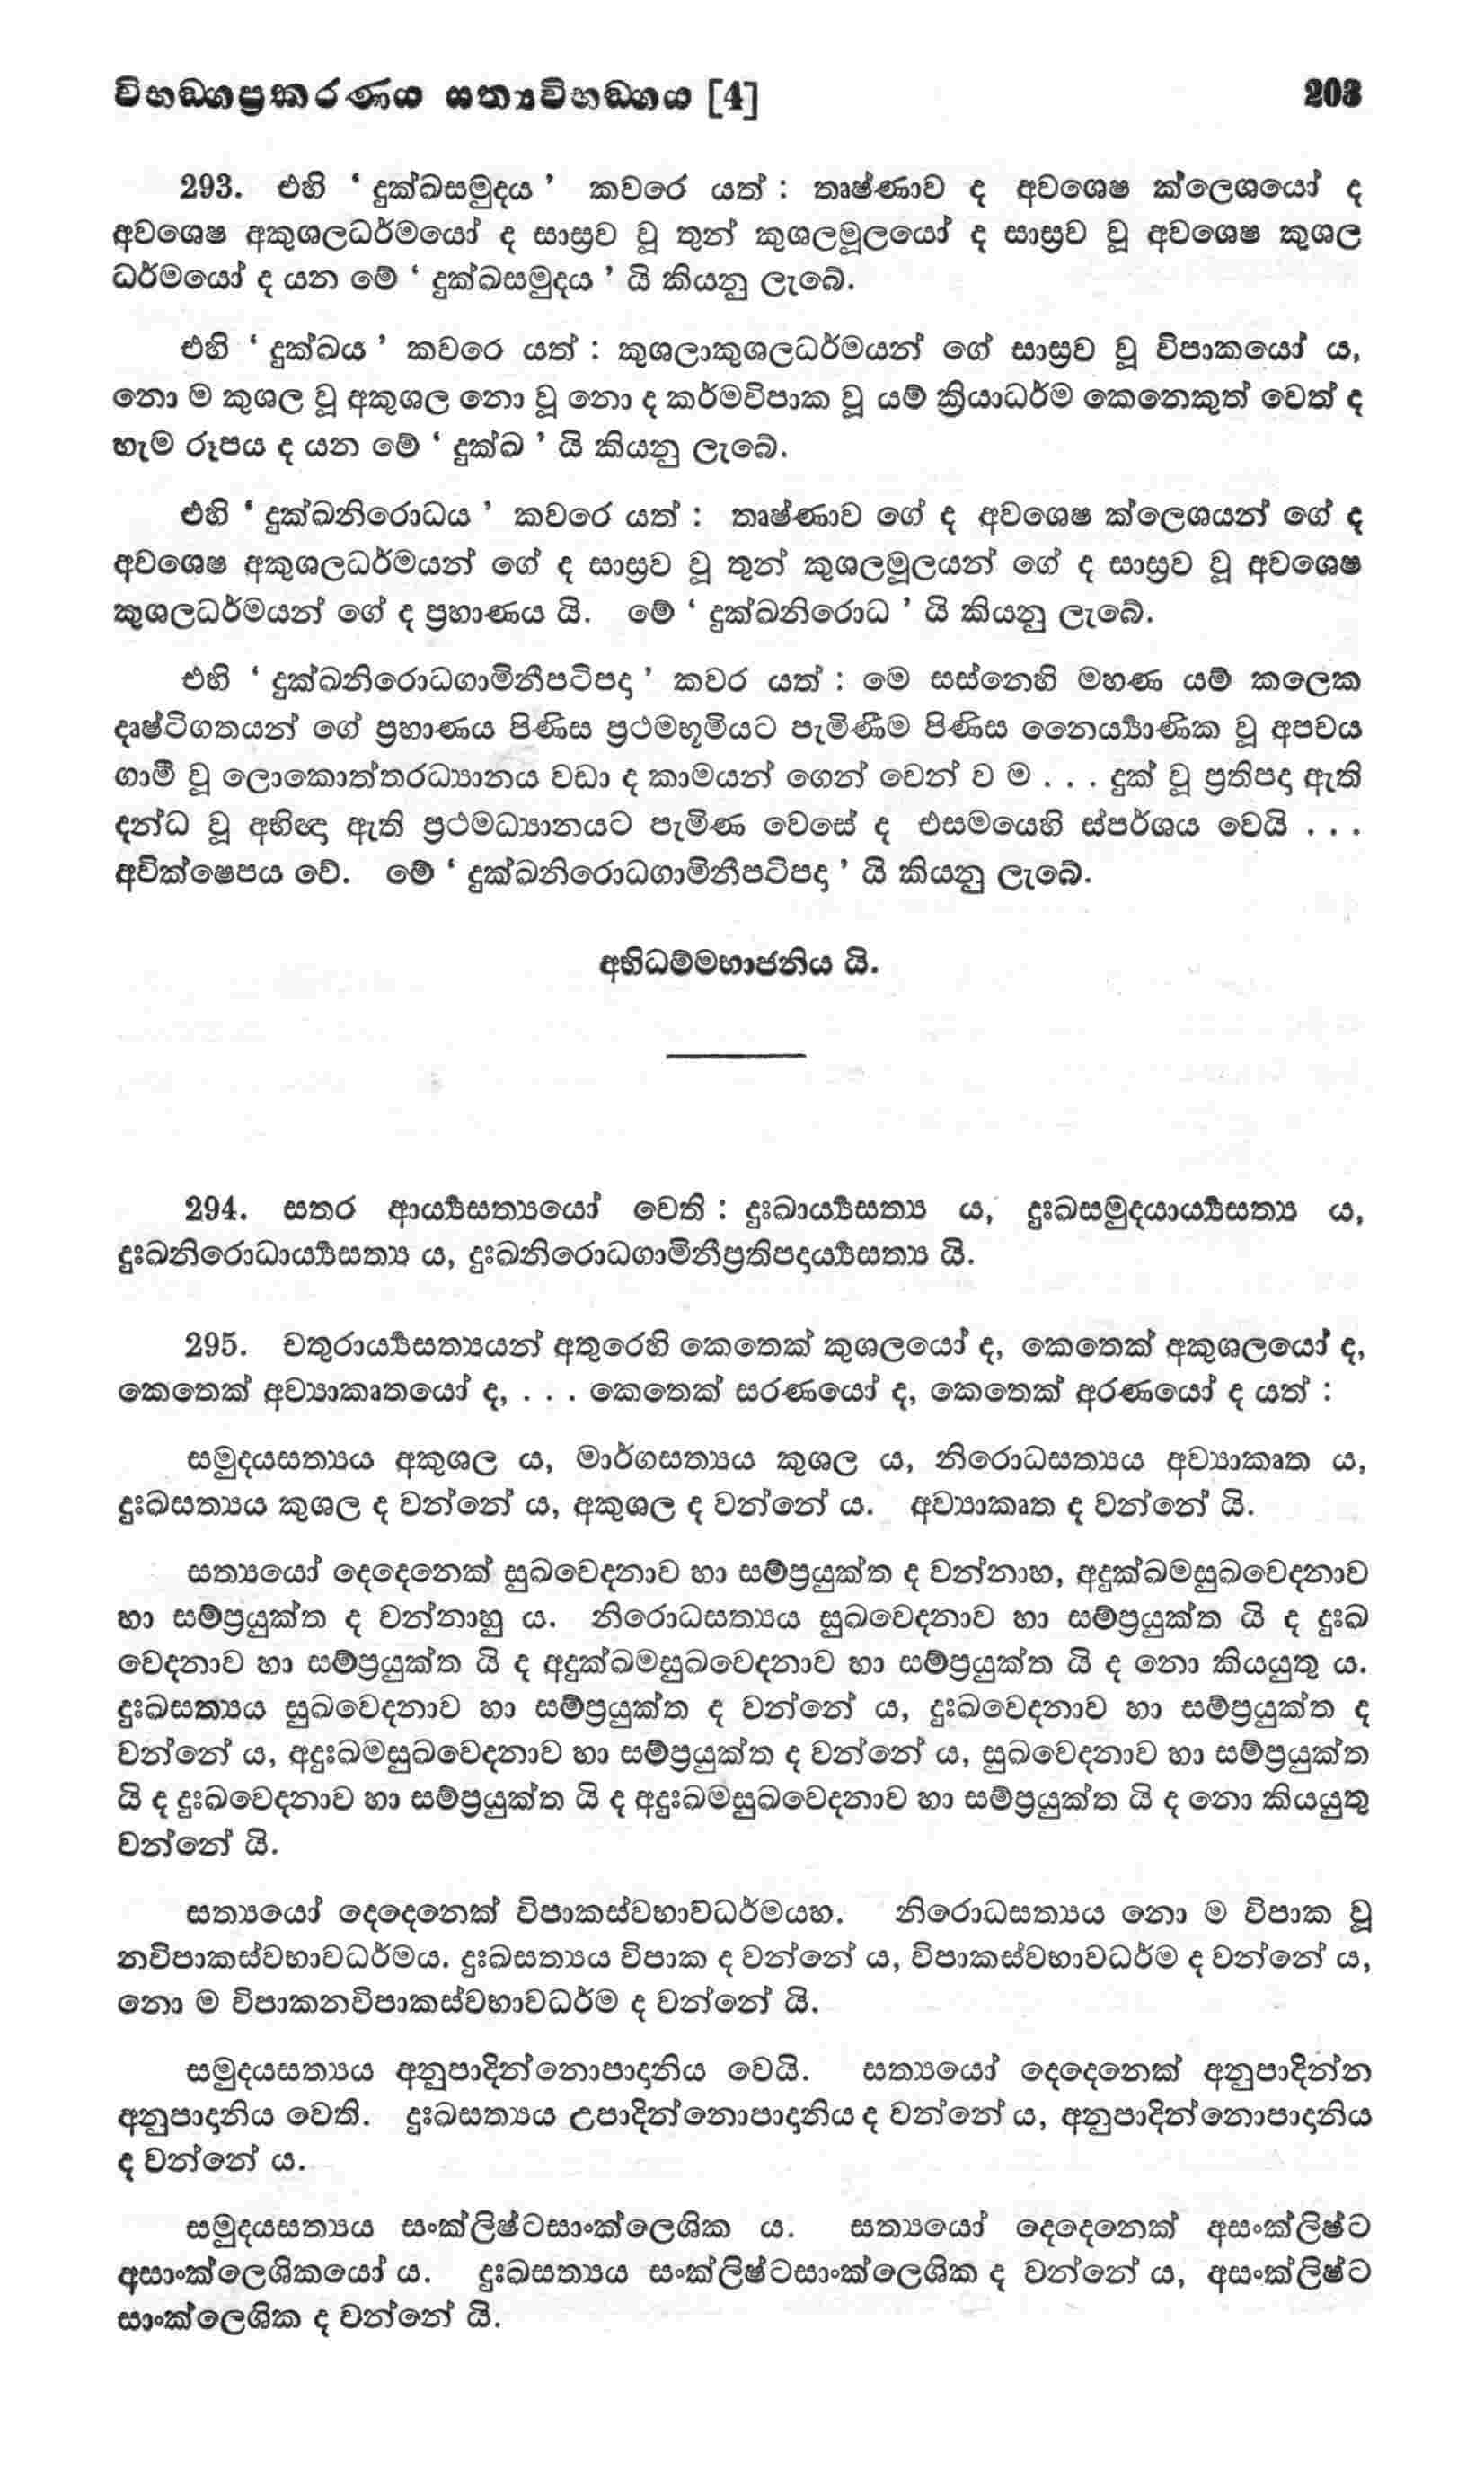 විභඞ්ගප්‍රකරණය සත්‍යවිභඞ්ගය [4] 203
293. එහි ‘ දුක්ඛසමුදය ’ කවරෙ යත් : තෘෂ්ණාව ද අවශෙෂ ක්ලෙශයෝ ද
අවශෙෂ අකුශලධර්මයෝ ද සාස්‍රව වූ තුන් කුශලමූලයෝ ද සාස්‍රව වූ අවශෙෂ කුශල
ධර්මයෝ ද යන මේ ‘ දුක්ඛසමුදය ’ යි කියනු ලැබේ.
එහි ‘ දුක්ඛය ’ කවරෙ යත් : කුශලාකුශලධර්මයන් ගේ සාස්‍රව වූ විපාකයෝ ය,
නො ම කුශල වූ අකුශල නො වූ නො ද කර්මවිපාක වූ යම් ක්‍රියාධර්ම කෙනෙකුත් වෙත් ද
හැම රූපය ද යන මේ ‘ දුක්ඛ ’ යි කියනු ලැබේ.
එහි ‘ දුක්ඛනිරොධය ’ කවරෙ යත් : තෘෂ්ණාව ගේ ද අවශෙෂ ක්ලෙශයන් ගේ ද
අවශෙෂ අකුශලධර්මයන් ගේ ද සාස්‍රව වූ තුන් කුශලමූලයන් ගේ ද සාස්‍රව වූ අවශෙෂ
කුශලධර්මයන් ගේ ද ප්‍රහාණය යි. මේ ‘ දුක්ඛනිරොධ ’ යි කියනු ලැබේ.
එහි ‘ දුක්ඛනිරොධගාමිනීපටිපදා ’ කවර යත් : මෙ සස්නෙහි මහණ යම් කලෙක
දෘෂ්ටිගතයන් ගේ ප්‍රහාණය පිණිස ප්‍රථමභූමියට පැමිණීම පිණිස නෛර්‍ය්‍යාණික වූ අපචය
ගාමී වූ ලොකොත්තරධ්‍යානය වඩා ද කාමයන් ගෙන් වෙන් ව ම . . . දුක් වූ ප්‍රතිපදා ඇති
දන්ධ වූ අභිඥා ඇති ප්‍රථමධ්‍යානයට පැමිණ වෙසේ ද එසමයෙහි ස්පර්ශය වෙයි . . .
අවික්ෂෙපය වේ. මේ ‘ දුක්ඛනිරොධගාමිනීපටිපදා ’ යි කියනු ලැබේ.
අභිධම්මභාජනිය යි.
294. සතර ආර්‍ය්‍යසත්‍යයෝ වෙති : දුඃඛාර්‍ය්‍යසත්‍ය ය, දුඃඛසමුදයාර්‍ය්‍යසත්‍ය ය,
දුඃඛනිරොධාර්‍ය්‍යසත්‍ය ය, දුඃඛනිරොධගාමිනීප්‍රතිපදාර්‍ය්‍යසත්‍ය යි.
295. චතුරාර්‍ය්‍යසත්‍යයන් අතුරෙහි කෙතෙක් කුශලයෝ ද, කෙතෙක් අකුශලයෝ ද,
කෙතෙක් අව්‍යාකෘතයෝ ද, . . . කෙතෙක් සරණයෝ ද, කෙතෙක් අරණයෝ ද යත් :
සමුදයසත්‍යය අකුශල ය, මාර්ගසත්‍යය කුශල ය, නිරොධසත්‍යය අව්‍යාකෘත ය,
දුඃඛසත්‍යය කුශල ද වන්නේ ය, අකුශල ද වන්නේ ය. අව්‍යාකෘත ද වන්නේ යි.
සත්‍යයෝ දෙදෙනෙක් සුඛවෙදනාව හා සම්ප්‍රයුක්ත ද වන්නාහ, අදුක්ඛමසුඛවෙදනාව
හා සම්ප්‍රයුක්ත ද වන්නාහු ය. නිරොධසත්‍යය සුඛවෙදනාව හා සම්ප්‍රයුක්ත යි ද දුඃඛ
වෙදනාව හා සම්ප්‍රයුක්ත යි ද අදුක්ඛමසුඛවෙදනාව හා සම්ප්‍රයුක්ත යි ද නො කියයුතු ය.
දුඃඛසත්‍යය සුඛවෙදනාව හා සම්ප්‍රයුක්ත ද වන්නේ ය, දුඃඛවෙදනාව හා සම්ප්‍රයුක්ත ද
වන්නේ ය, අදුඃඛමසුඛවෙදනාව හා සම්ප්‍රයුක්ත ද වන්නේ ය, සුඛවෙදනාව හා සම්ප්‍රයුක්ත
යි ද දුඃඛවෙදනාව හා සම්ප්‍රයුක්ත යි ද අදුඃඛමසුඛවෙදනාව හා සම්ප්‍රයුක්ත යි ද නො කියයුතු
වන්නේ යි.
සත්‍යයෝ දෙදෙනෙක් විපාකස්වභාවධර්මයහ. නිරොධසත්‍යය නො ම විපාක වූ
නවිපාකස්වභාවධර්මය. දුඃඛසත්‍යය විපාක ද වන්නේ ය, විපාකස්වභාවධර්ම ද වන්නේ ය,
නො ම විපාකනවිපාකස්වභාවධර්ම ද වන්නේ යි.
සමුදයසත්‍යය අනුපාදින්නොපාදානිය වෙයි. සත්‍යයෝ දෙදෙනෙක් අනුපාදින්න
අනුපාදානිය වෙති. දුඃඛසත්‍යය උපාදින්නොපාදානිය ද වන්නේ ය, අනුපාදින්නොපාදානිය
ද වන්නේ ය.
සමුදයසත්‍යය සංක්ලිෂ්ටසාංක්ලෙශික ය. සත්‍යයෝ දෙදෙනෙක් අසංක්ලිෂ්ට
අසාංක්ලෙශිකයෝ ය. දුඃඛසත්‍යය සංක්ලිෂ්ටසාංක්ලෙශික ද වන්නේ ය, අසංක්ලිෂ්ට
සාංක්ලෙශික ද වන්නේ යි.